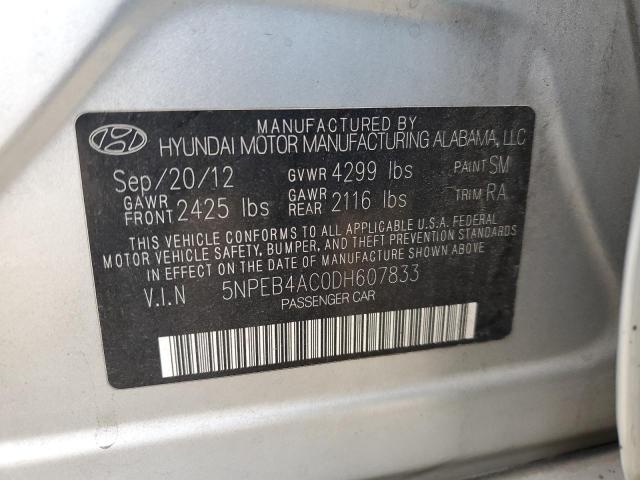 MANUFACTURED BY
HYUNDAI MOTOR MANUFACTURING ALABAMA, LLC
Sep/20/12 GVWR 4299 lbs PAINT SM
GAWR FRONT 2425 lbs GAWR REAR 2116 lbs TRIM RA
THIS VEHICLE CONFORMS TO ALL APPLICABLE U.S.A. FEDERAL
MOTOR VEHICLE SAFETY, BUMPER, AND THEFT PREVENTION STANDARDS
IN EFFECT ON THE DATE OF MANUFACTURE SHOWN ABOVE.
V.I.N 5NPEB4AC0DH607833
PASSENGER CAR